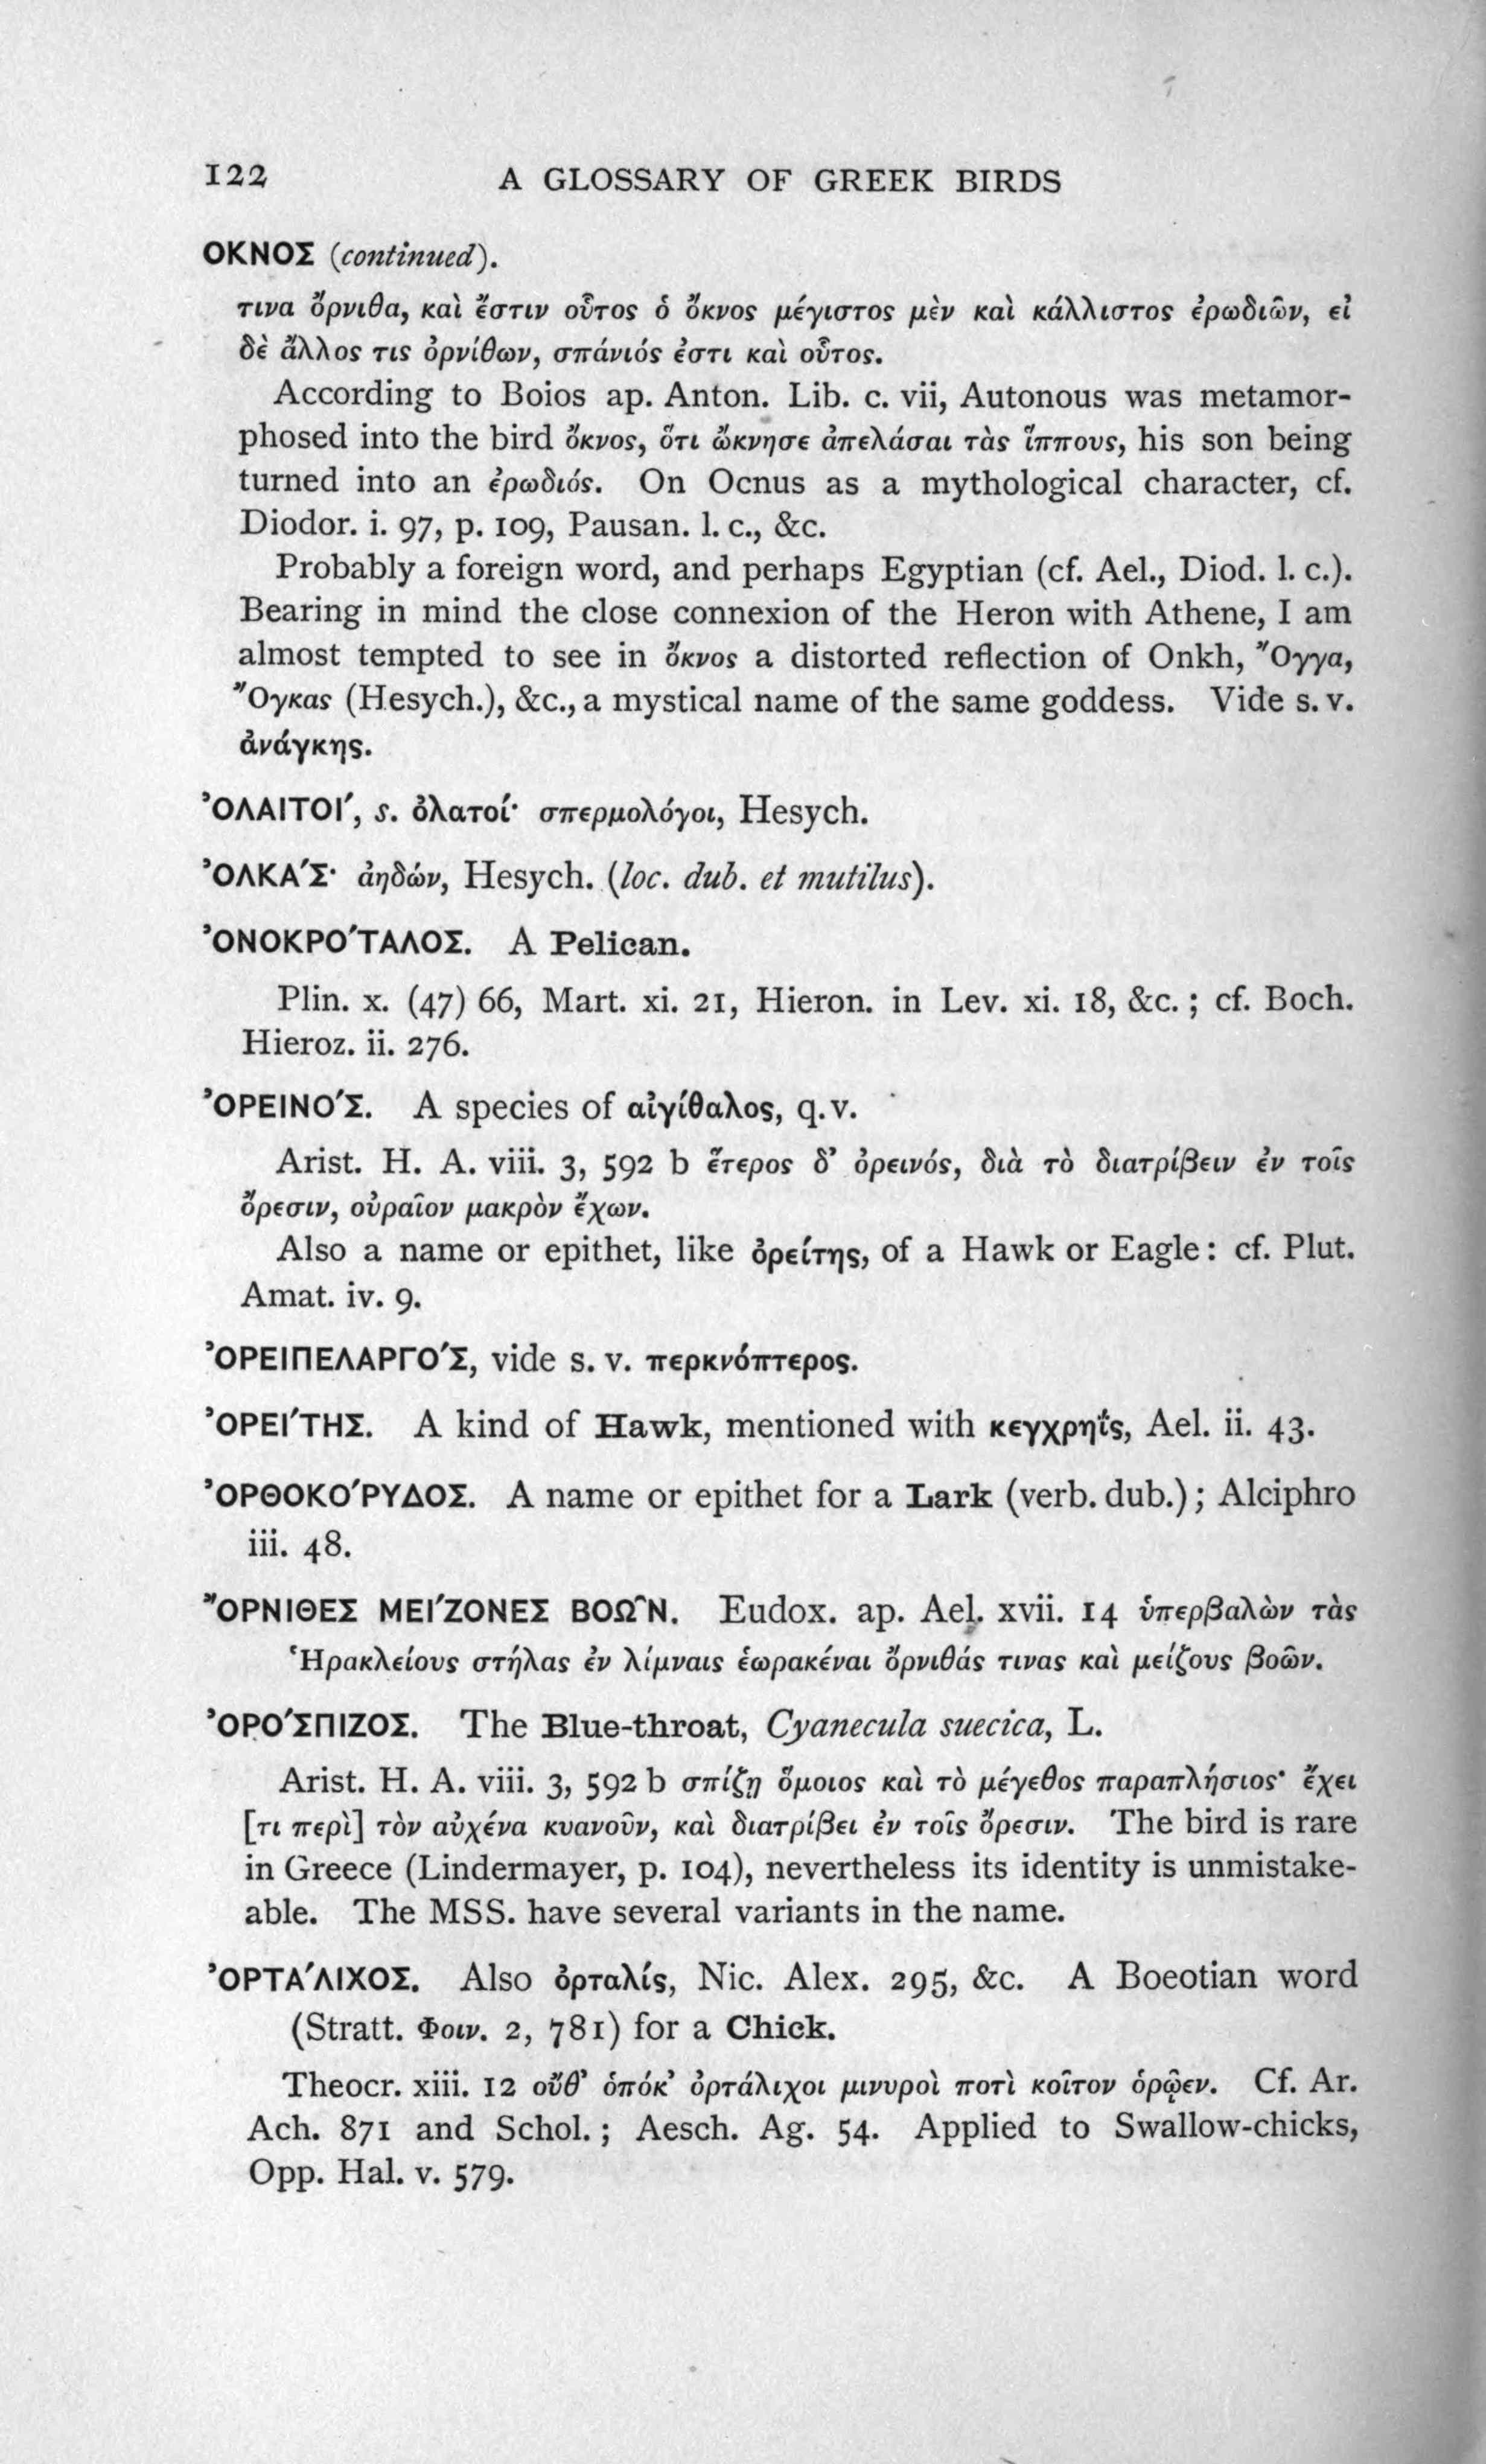 122 A GLOSSARY OF GREEK BIRDS
ΟΚΝΟΣ (continued).
τινα ὄρνιθα, καὶ ἔστιν οὗτος ὁ ὄκνος μέγιστος μὲν καὶ κάλλιστος ἐρωδιῶν, εἰ
δὲ ἄλλος τις ὀρνίθων, σπάνιός ἐστι καὶ οὗτος.
According to Boios ap. Anton. Lib. c. vii, Autonous was metamor-
phosed into the bird ὄκνος, ὅτι ὤκνησε ἀπελάσαι τὰς ἵππους, his son being
turned into an ἐρωδιός. On Ocnus as a mythological character, cf.
Diodor. i. 97, p. 109, Pausan. l. c., &c.
Probably a foreign word, and perhaps Egyptian (cf. Ael., Diod. l. c.).
Bearing in mind the close connexion of the Heron with Athene, I am
almost tempted to see in ὄκνος a distorted reflection of Onkh, Ὄγγα,
Ὄγκας (Hesych.), &c., a mystical name of the same goddess. Vide s. v.
ἀνάγκης.
ὈΛΑΙΤΟΙ´, s. ὀλατοί· σπερμολόγοι, Hesych.
ὈΛΚΑ´Σ· ἀηδών, Hesych. (loc. dub. et mutilus).
ὈΝΟΚΡΟ´ΤΑΛΟΣ. A Pelican.
Plin. x. (47) 66, Mart. xi. 21, Hieron. in Lev. xi. 18, &c. ; cf. Boch.
Hieroz. ii. 276.
ὈΡΕΙΝΟ´Σ. A species of αἰγίθαλος, q. v.
Arist. H. A. viii. 3, 592 b ἕτερος δ’ ὀρεινός, διὰ τὸ διατρίβειν ἐν τοῖς
ὄρεσιν, οὐραῖον μακρὸν ἔχων.
Also a name or epithet, like ὀρείτης, of a Hawk or Eagle : cf. Plut.
Amat. iv. 9.
ὈΡΕΙΠΕΛΑΡΓΟ´Σ, vide s. v. περκνόπτερος.
ὈΡΕΙ´ΤΗΣ. A kind of Hawk, mentioned with κεγχρηΐς, Ael. ii. 43.
ὈΡΘΟΚΟ´ΡΥΔΟΣ. A name or epithet for a Lark (verb. dub.) ; Alciphro
iii. 48.
ὌΡΝΙΘΕΣ ΜΕΙ´ΖΟΝΕΣ ΒΟΩ͂Ν. Eudox. ap. Ael. xvii. 14 ὑπερβαλὼν τὰς
Ἡρακλείους στήλας ἐν λίμναις ἑωρακέναι ὄρνιθάς τινας καὶ μείζους βοῶν.
ὈΡΟ´ΣΠΙΖΟΣ. The Blue-throat, Cyanecula suecica, L.
Arist. H. A. viii. 3, 592 b σπίζῃ ὅμοιος καὶ τὸ μέγεθος παραπλήσιος· ἔχει
[τι περὶ] τὸν αὐχένα κυανοῦν, καὶ διατρίβει ἐν τοῖς ὄρεσιν. The bird is rare
in Greece (Lindermayer, p. 104), nevertheless its identity is unmistake-
able. The MSS. have several variants in the name.
ὈΡΤΑ´ΛΙΧΟΣ. Also ὀρταλίς, Nic. Alex. 295, &c. A Boeotian word
(Stratt. Φοιν. 2, 781) for a Chick.
Theocr. xiii. 12 οὔθ’ ὁπόκ’ ὀρτάλιχοι μινυροὶ ποτὶ κοῖτον ὁρῷεν. Cf. Ar.
Ach. 871 and Schol. ; Aesch. Ag. 54. Applied to Swallow-chicks,
Opp. Hal. v. 579.